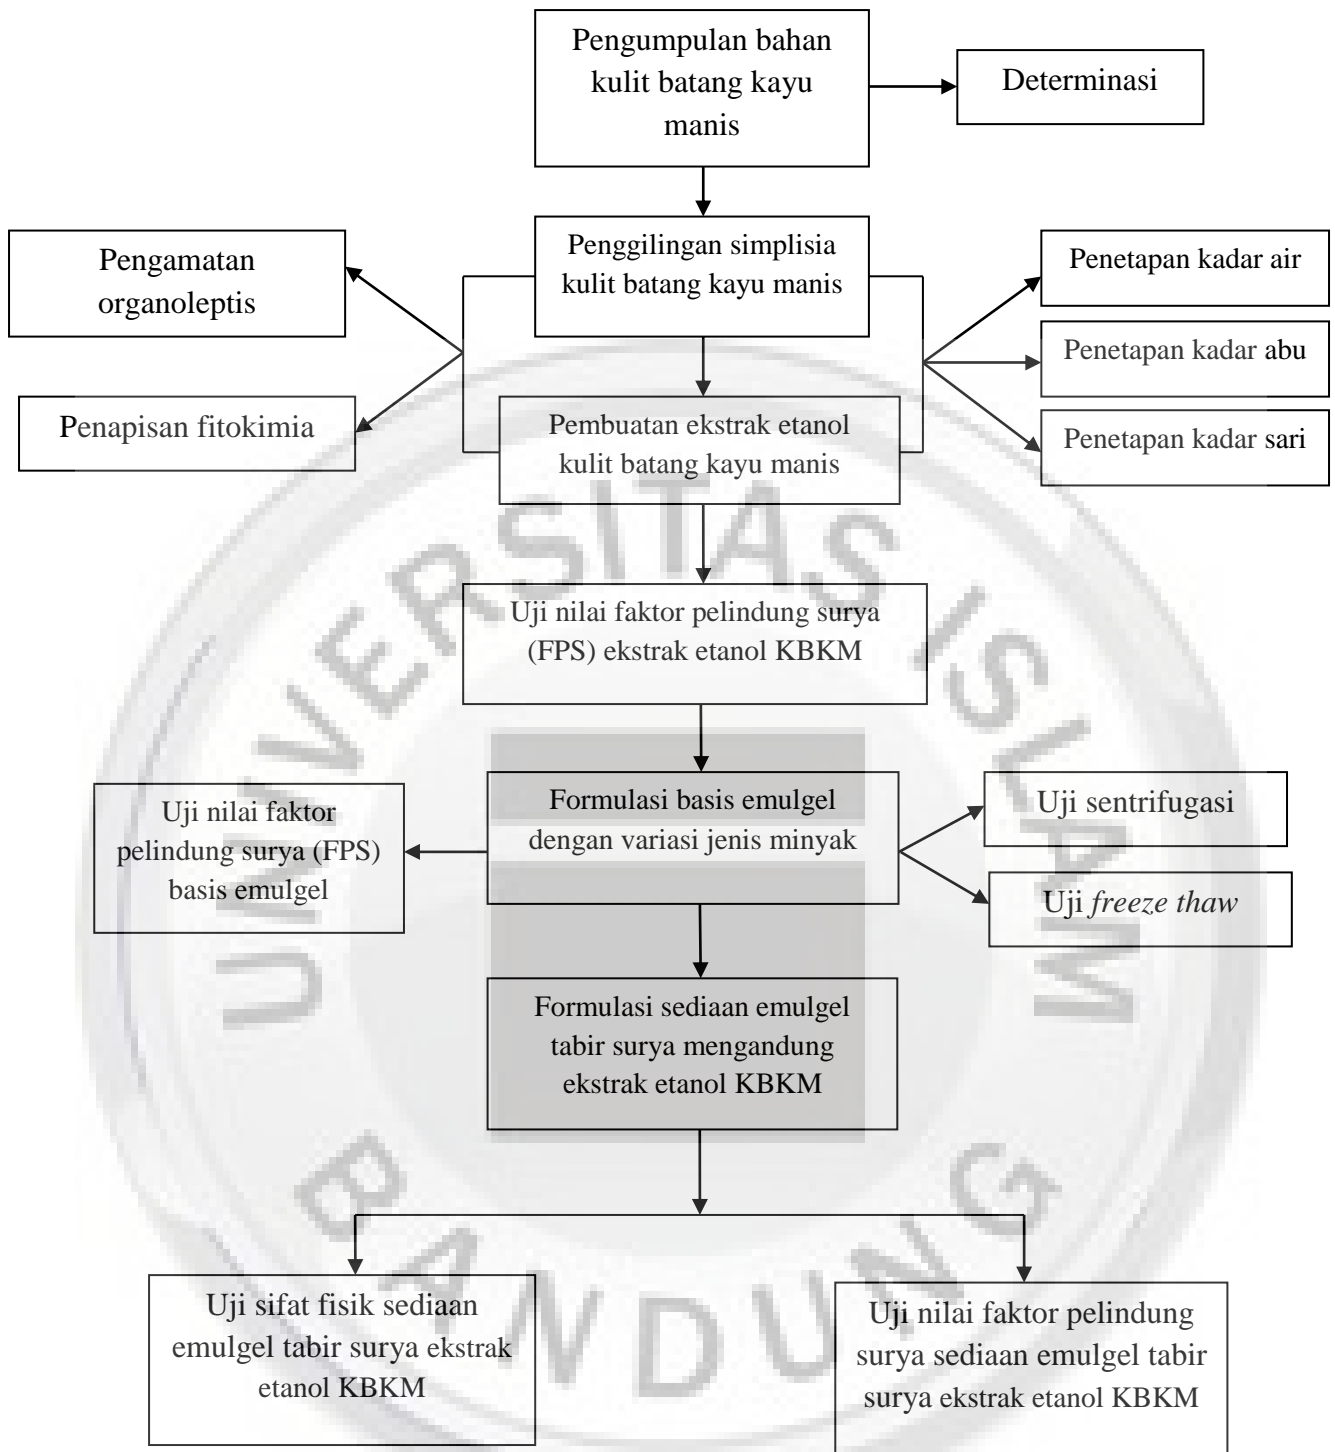 Pengumpulan bahan
kulit batang kayu
manis
Determinasi
Penggilingan simplisia
kulit batang kayu manis
Pengamatan
organoleptis
Penapisan fitokimia
Penetapan kadar air
Penetapan kadar abu
Penetapan kadar sari
Pembuatan ekstrak etanol
kulit batang kayu manis
Uji nilai faktor pelindung surya
(FPS) ekstrak etanol KBKM
Formulasi basis emulgel
dengan variasi jenis minyak
Uji nilai faktor
pelindung surya (FPS)
basis emulgel
Uji sentrifugasi
Uji freeze thaw
Formulasi sediaan emulgel
tabir surya mengandung
ekstrak etanol KBKM
Uji sifat fisik sediaan
emulgel tabir surya ekstrak
etanol KBKM
Uji nilai faktor pelindung
surya sediaan emulgel tabir
surya ekstrak etanol KBKM
UNIVERSITAS ISLAM
BANDUNG